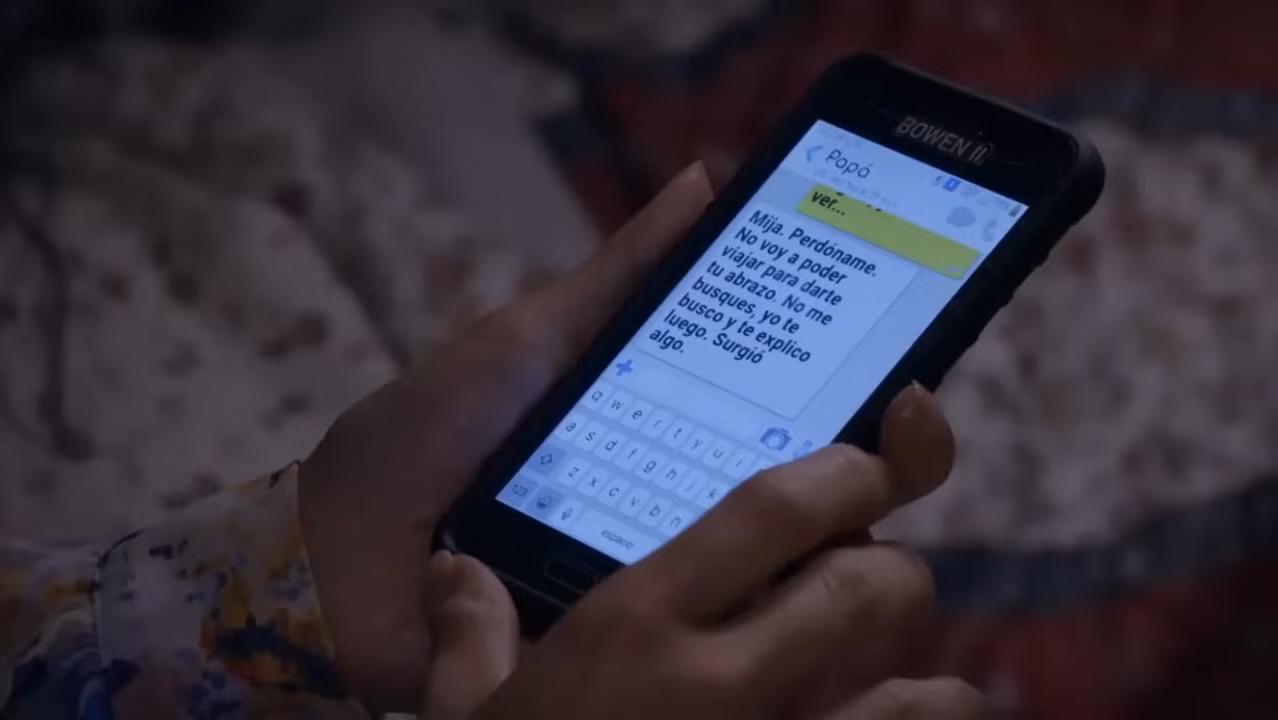 BOWEN II
Papá
ver...
Mija. Perdóname.
No voy a poder
viajar para darte
tu abrazo. No me
busques, yo te
busco y te explico
luego. Surgió
algo.
q w e r t y u i
a s d f g h j k
z x c v b n
123
espacio